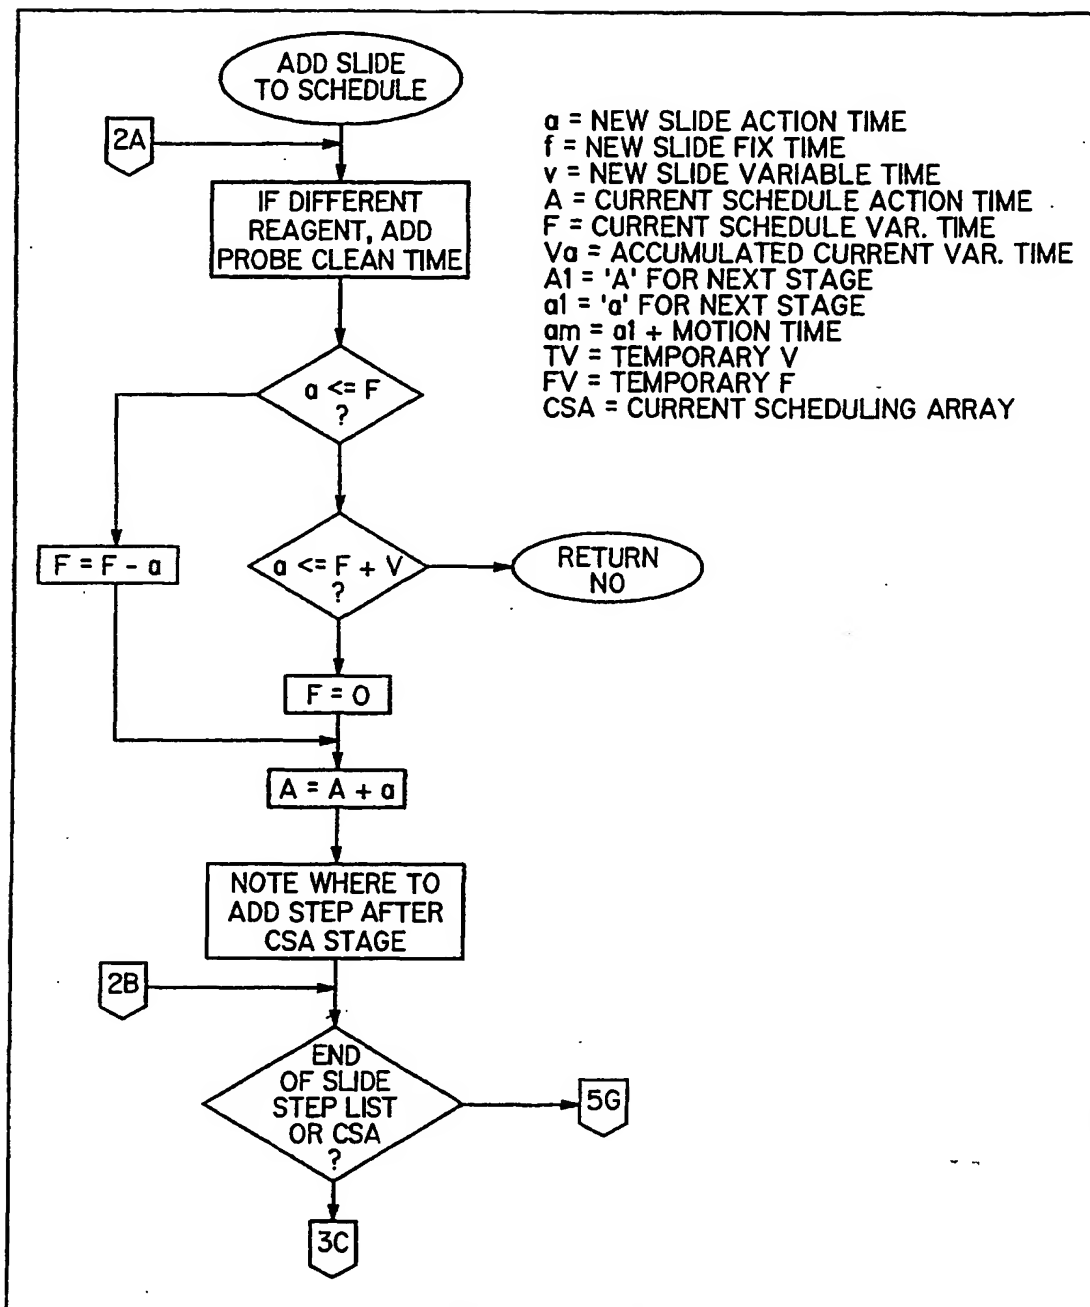 ADD SLIDE
TO SCHEDULE
2A
a = NEW SLIDE ACTION TIME
f = NEW SLIDE FIX TIME
v = NEW SLIDE VARIABLE TIME
A = CURRENT SCHEDULE ACTION TIME
F = CURRENT SCHEDULE VAR. TIME
Va = ACCUMULATED CURRENT VAR. TIME
A1 = 'A' FOR NEXT STAGE
a1 = 'a' FOR NEXT STAGE
am = a1 + MOTION TIME
TV = TEMPORARY V
FV = TEMPORARY F
CSA = CURRENT SCHEDULING ARRAY
IF DIFFERENT
REAGENT, ADD
PROBE CLEAN TIME
a <= F
?
F = F - a
a <= F + V
?
RETURN
NO
F = 0
A = A + a
NOTE WHERE TO
ADD STEP AFTER
CSA STAGE
2B
END
OF SLIDE
STEP LIST
OR CSA
?
5G
3C